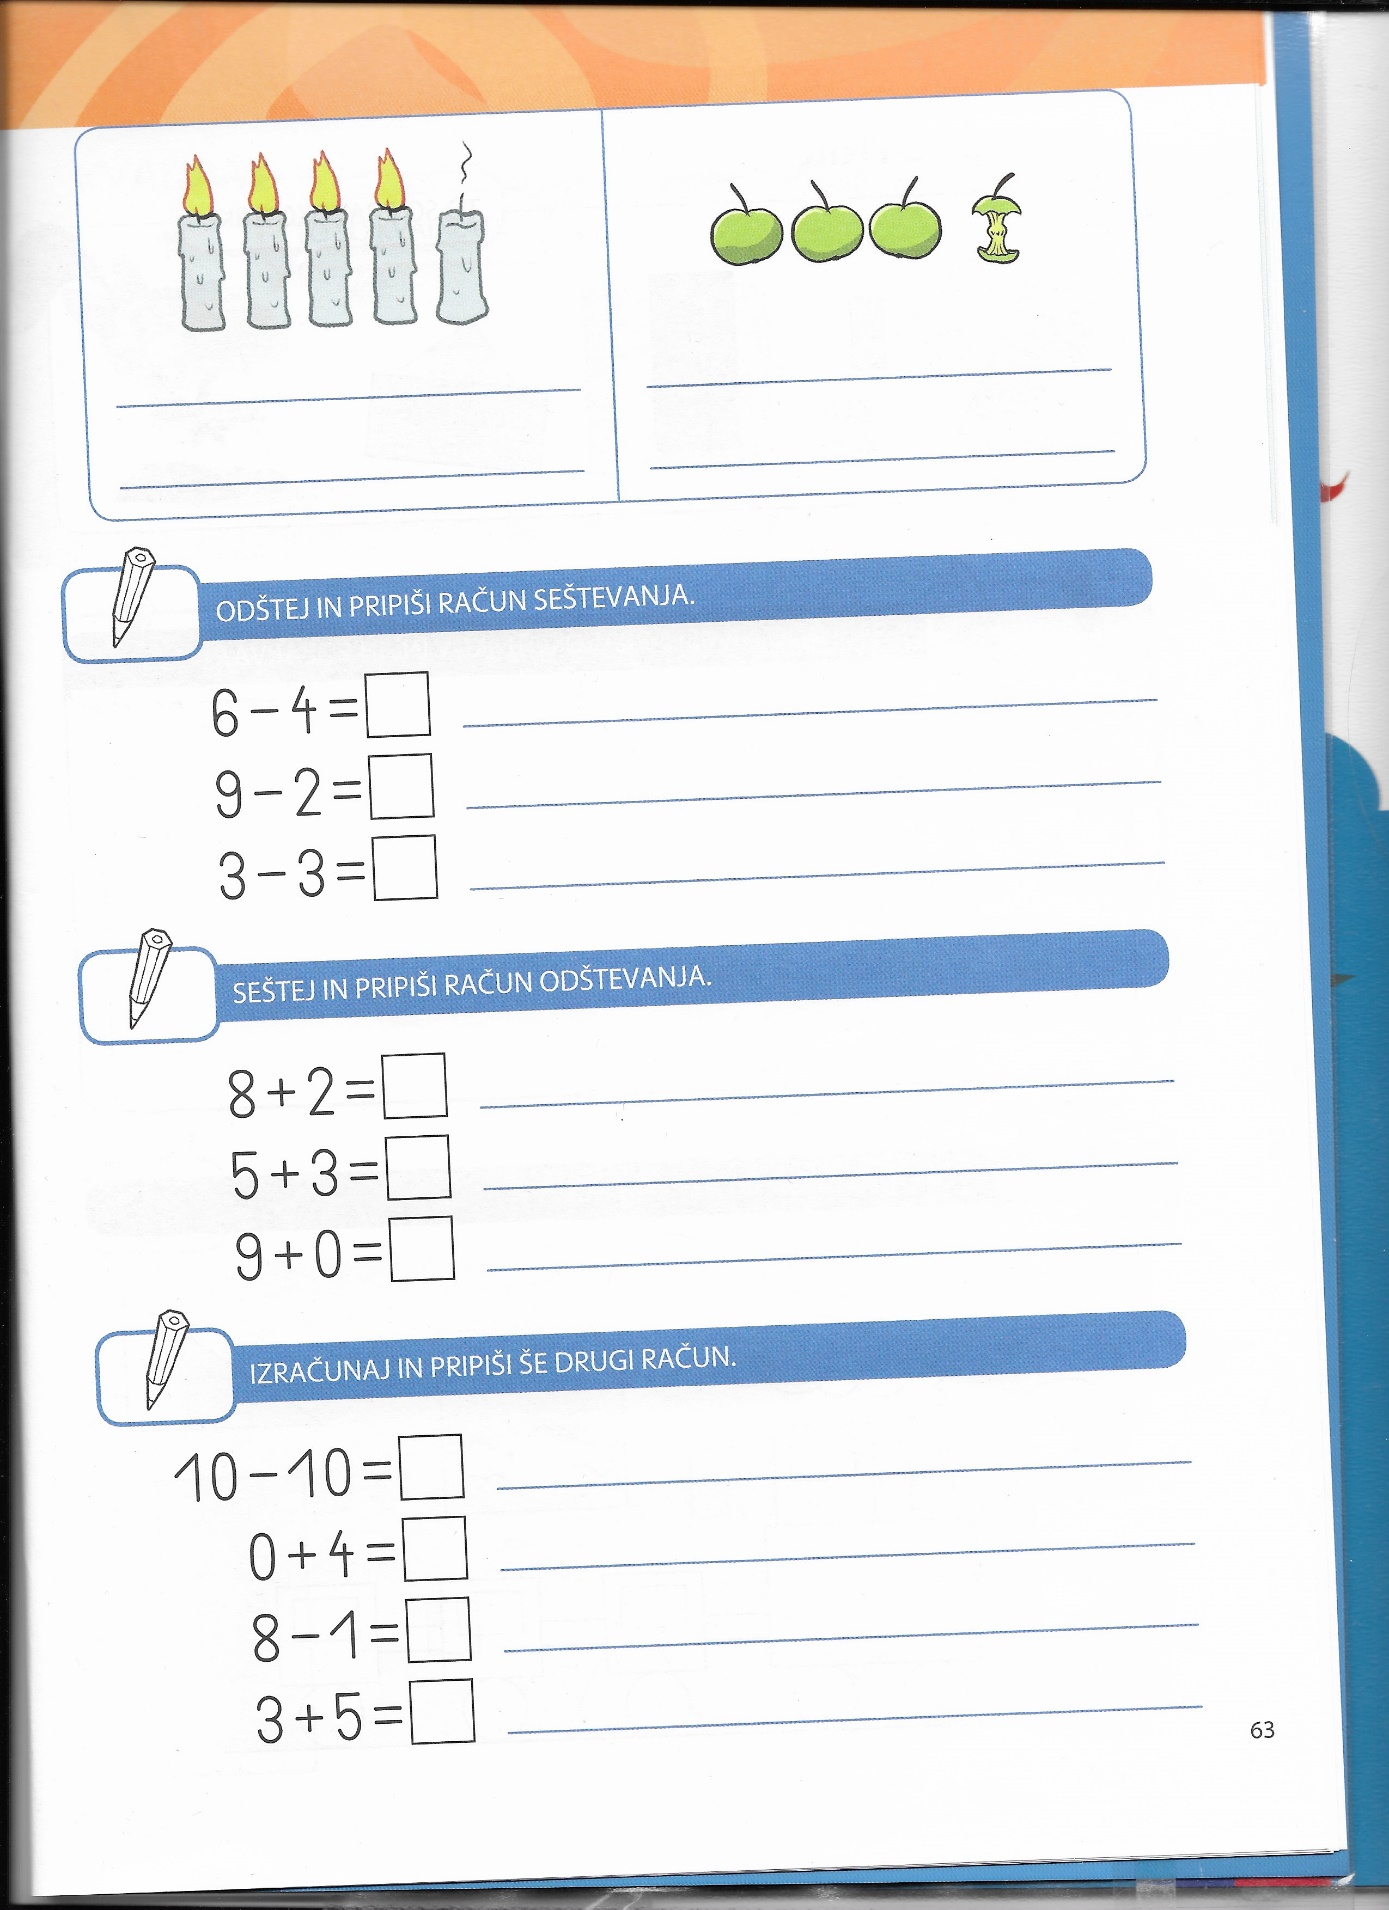 ODŠTEJ IN PRIPIŠI RAČUN SEŠTEVANJA.
6 – 4 =
9 – 2 =
3 – 3 =
SEŠTEJ IN PRIPIŠI RAČUN ODŠTEVANJA.
8 + 2 =
5 + 3 =
9 + 0 =
IZRAČUNAJ IN PRIPIŠI ŠE DRUGI RAČUN.
10 – 10 =
0 + 4 =
8 – 1 =
3 + 5 =
63